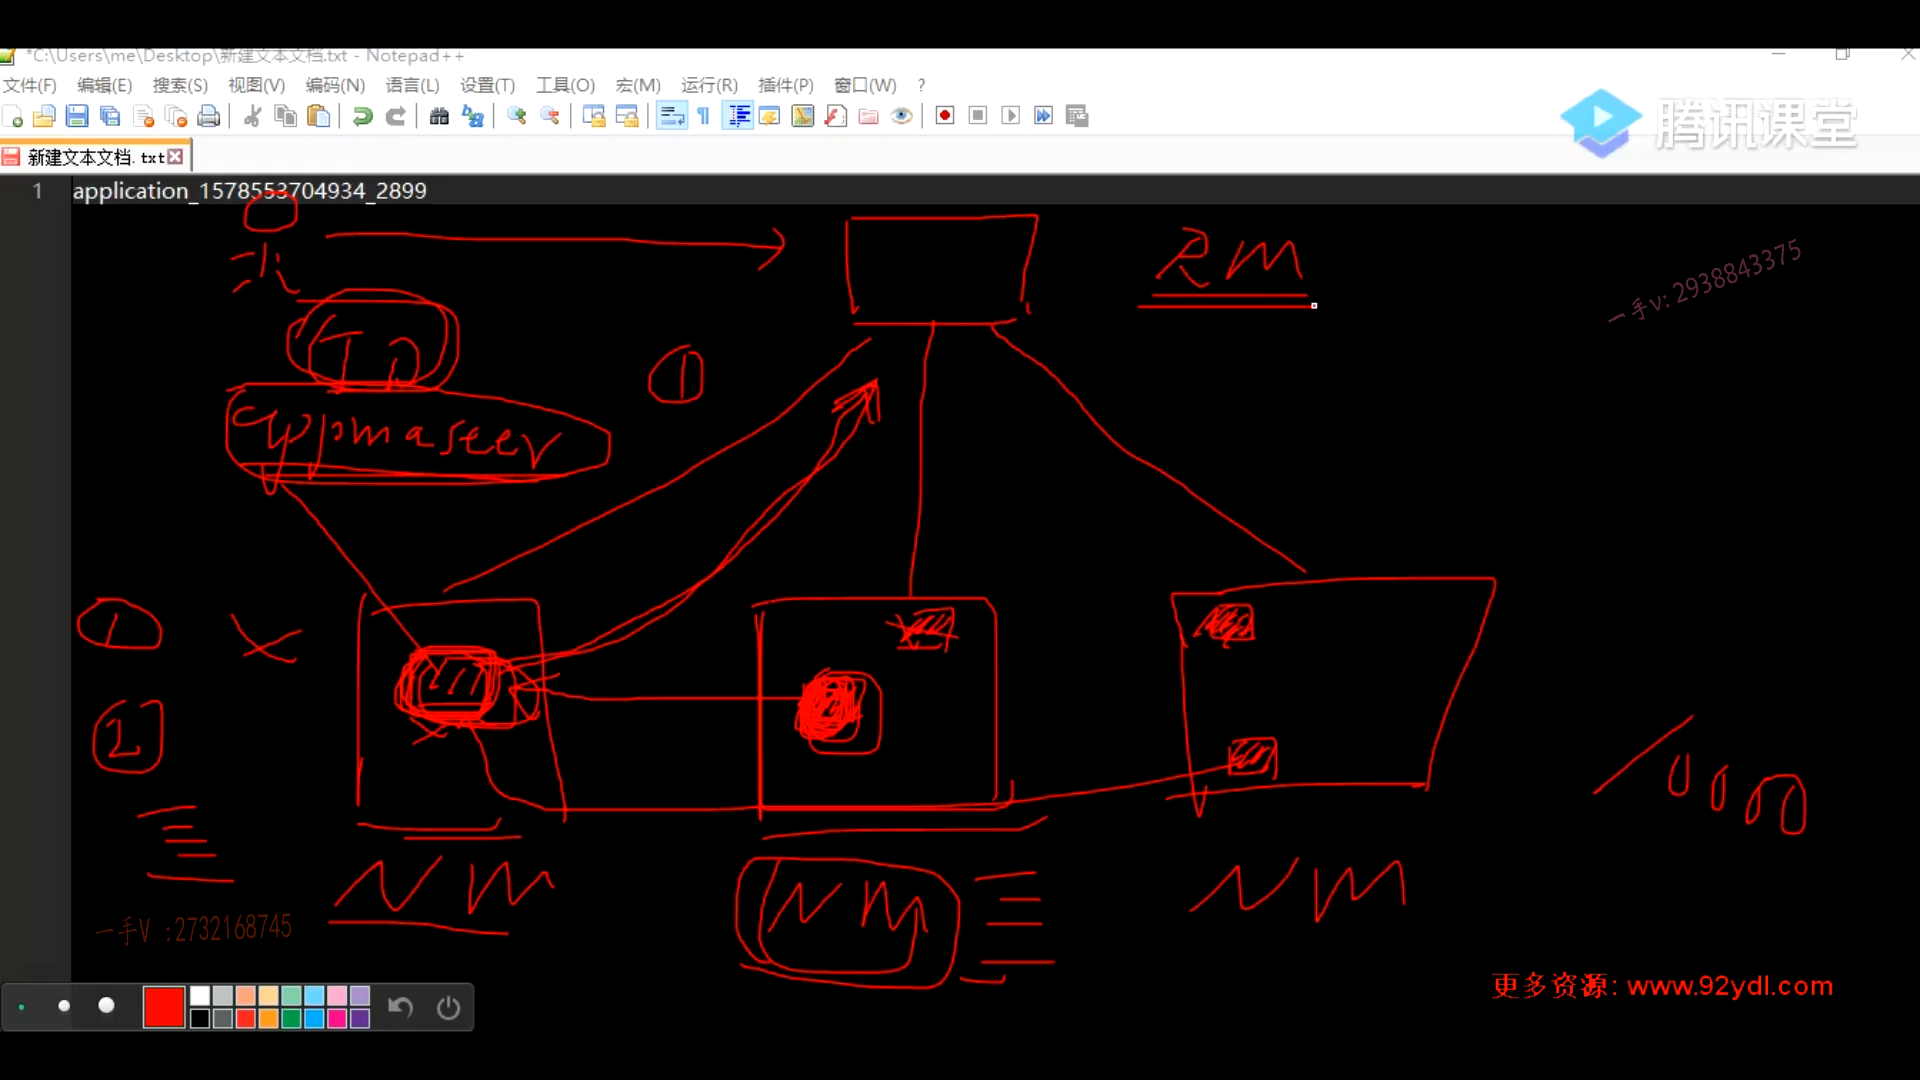 *C:\Users\me\Desktop\新建文本文档.txt - Notepad++
文件(F) 编辑(E) 搜索(S) 视图(V) 编码(N) 语言(L) 设置(T) 工具(O) 宏(M) 运行(R) 插件(P) 窗口(W) ?
腾讯课堂
新建文本文档.txt
1 application_1578553704934_2899
RM
一手v:2938843375
ID
①
appmaster
①
2
NM
NM
NM
一手V :2732168745
更多资源: www.92ydl.com